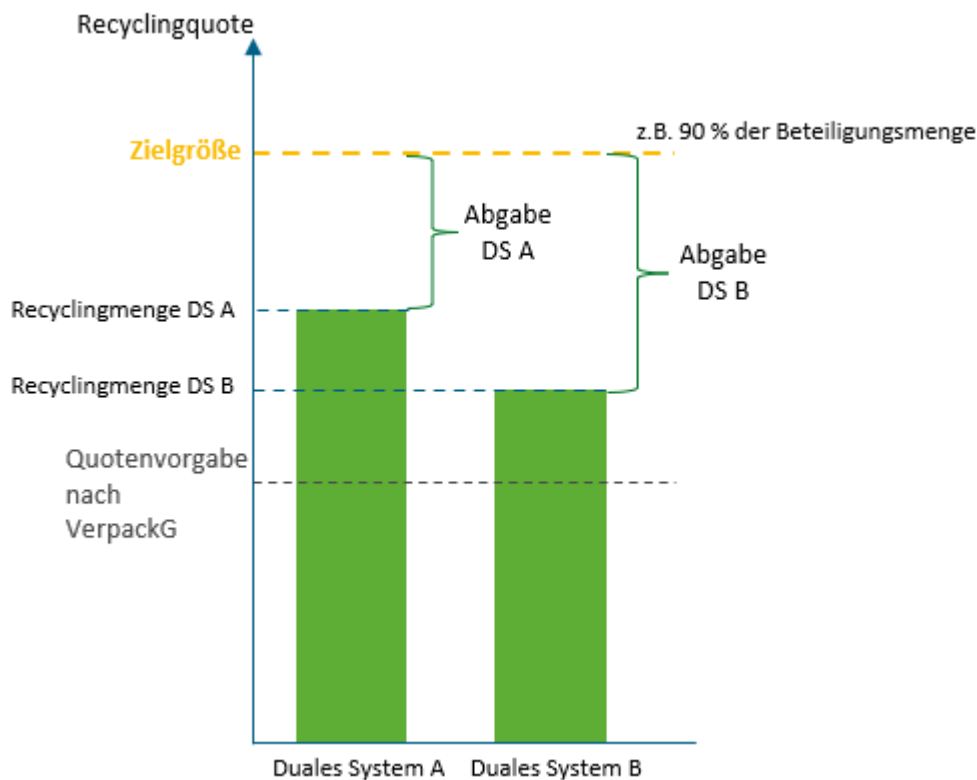 Recyclingquote
z.B. 90 % der Beteiligungsmenge
Zielgröße
Abgabe
DS A
Abgabe
DS B
Recyclingmenge DS A
Recyclingmenge DS B
Quotenvorgabe
nach
VerpackG
Duales System A
Duales System B